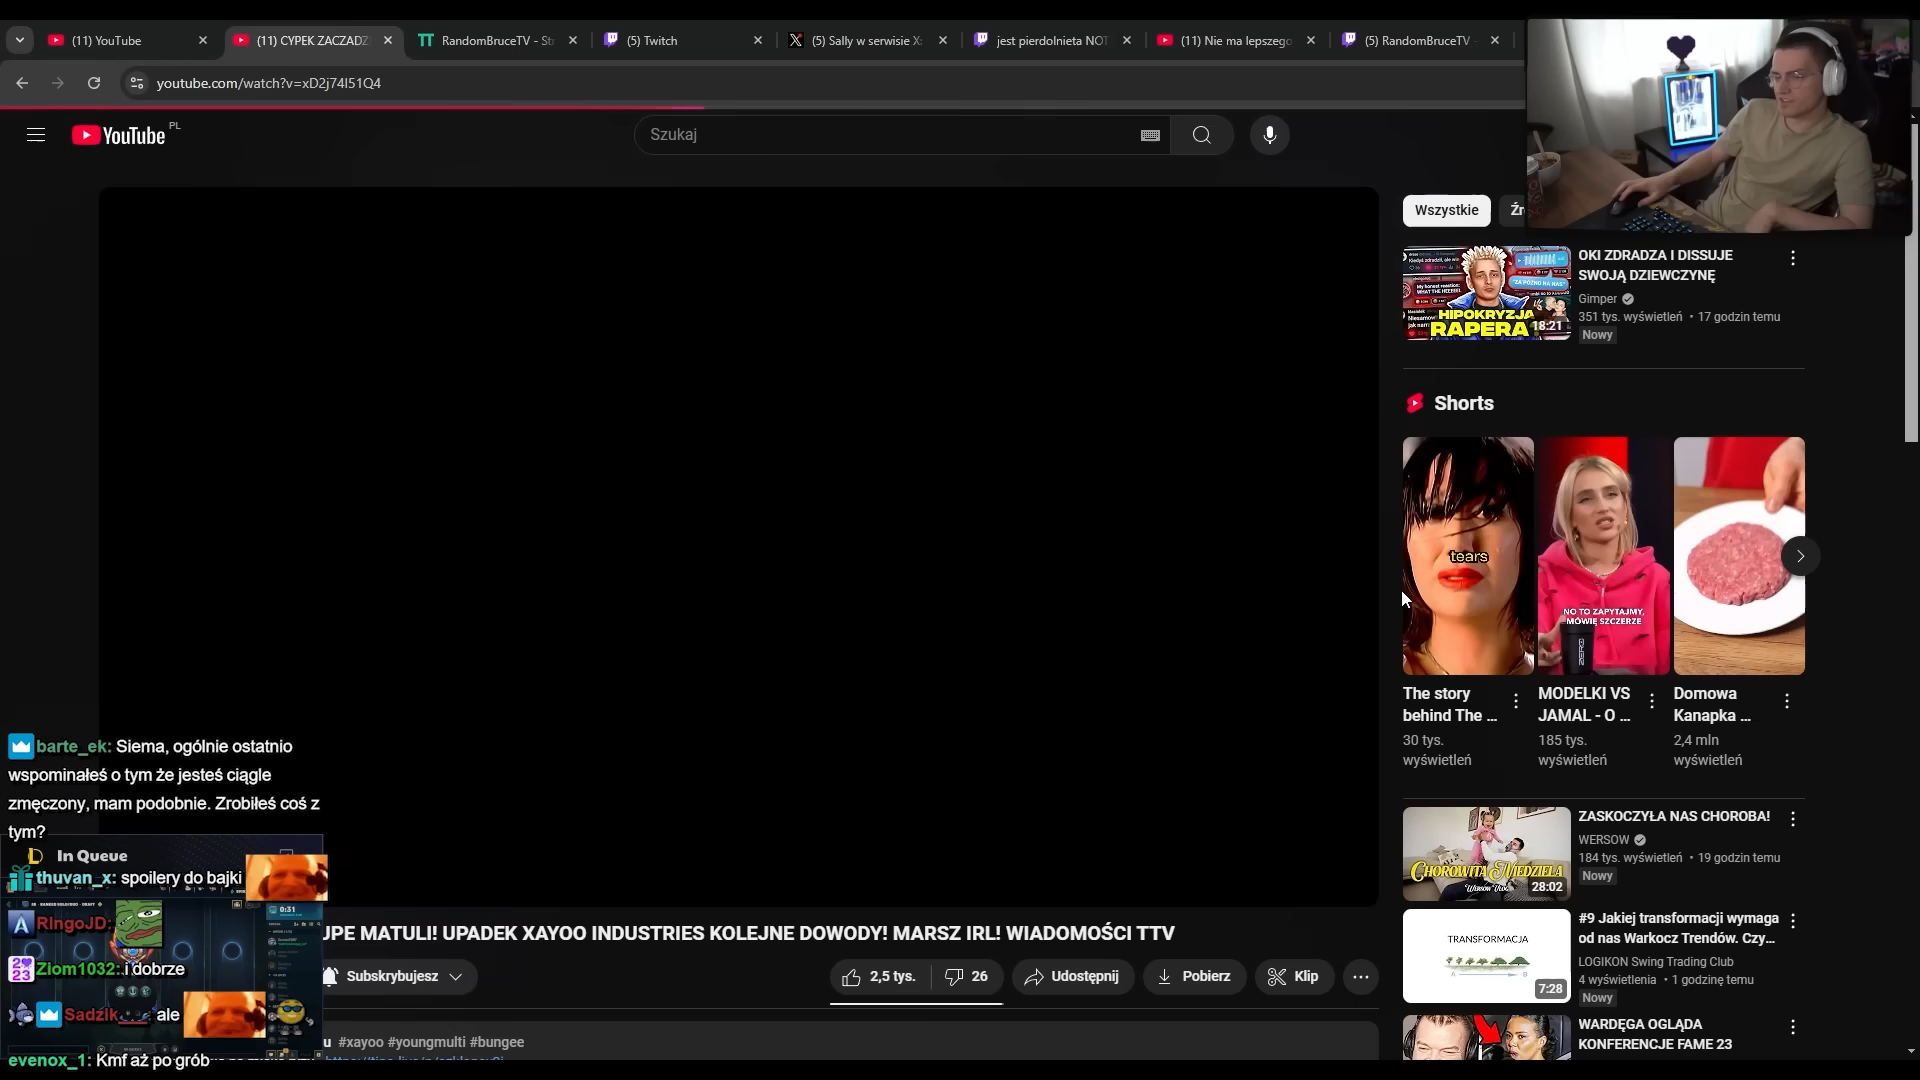 (11) YouTube
(11) CYPEK ZACZADZ
RandomBruceTV - St
(5) Twitch
(5) Sally w serwisie X
jest pierdolnieta NOT
(11) Nie ma lepszego
(5) RandomBruceTV -
youtube.com/watch?v=xD2j74I51Q4
YouTube PL
Szukaj
Wszystkie
Źr
HIPOKRYZJA
RAPERA
18:21
OKI ZDRADZA I DISSUJE
SWOJĄ DZIEWCZYNĘ
Gimper
351 tys. wyświetleń • 17 godzin temu
Nowy
Shorts
tears
NO TO ZAPYTAJMY,
MÓWIĘ SZCZERZE
The story
behind The ...
30 tys.
wyświetleń
MODELKI VS
JAMAL - O ...
185 tys.
wyświetleń
Domowa
Kanapka ...
2,4 mln
wyświetleń
CHOROWITA NIEDZIELA
28:02
ZASKOCZYŁA NAS CHOROBA!
WERSOW
184 tys. wyświetleń • 19 godzin temu
Nowy
TRANSFORMACJA
A
B
7:28
#9 Jakiej transformacji wymaga
od nas Warkocz Trendów. Czy...
LOGIKON Swing Trading Club
4 wyświetlenia • 1 godzinę temu
Nowy
WARDĘGA OGLĄDA
KONFERENCJE FAME 23
barte_ek: Siema, ogólnie ostatnio
wspominałeś o tym że jesteś ciągle
zmęczony, mam podobnie. Zrobiłeś coś z
tym?
In Queue
thuvan_x: spoilery do bajki
0:31
RIngoJD:
Zlom1032: i dobrze
ale
evenox_1: Kmf aż po grób
UPE MATULI! UPADEK XAYOO INDUSTRIES KOLEJNE DOWODY! MARSZ IRL! WIADOMOŚCI TTV
Subskrybujesz
2,5 tys.
26
Udostępnij
Pobierz
Klip
u #xayoo #youngmulti #bungee